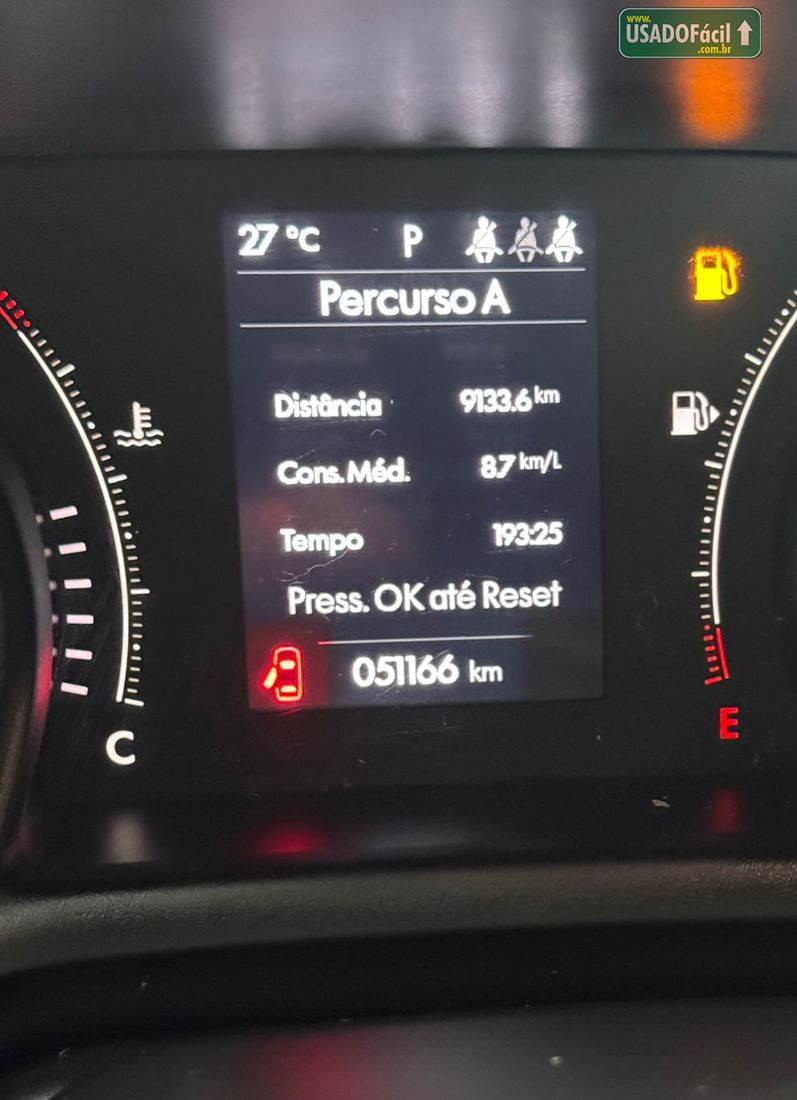 www.
USADOFácil
.com.br
27 °C P
Percurso A
Distância 9133.6 km
Cons. Méd. 8.7 km/L
Tempo 193:25
Press. OK até Reset
051166 km
C
E